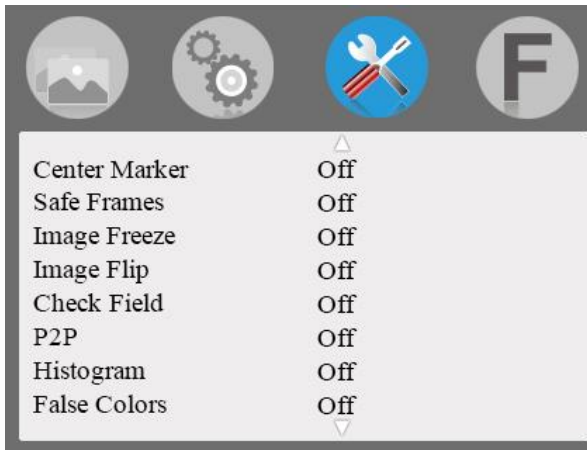 F
Center Marker Off
Safe Frames Off
Image Freeze Off
Image Flip Off
Check Field Off
P2P Off
Histogram Off
False Colors Off